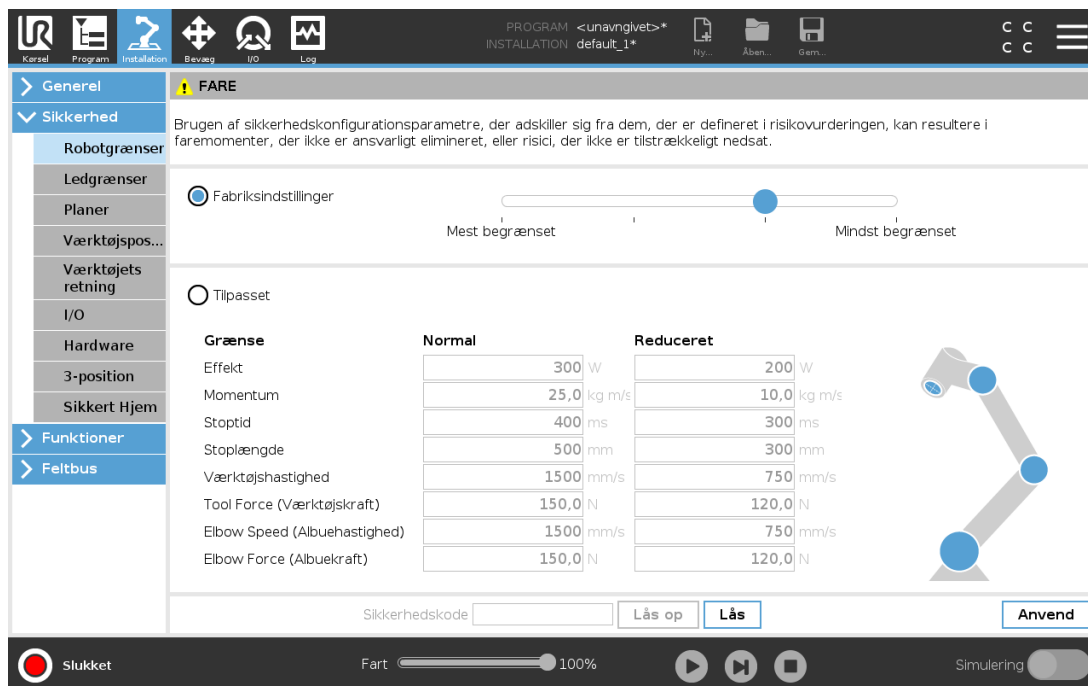 UR
PROGRAM <unavngivet>*
INSTALLATION default_1*
Kørsel Program Installation Bevæg I/O Log
Ny... Åben... Gem...
C C
C C
Generel
Sikkerhed
Robotgrænser
Ledgrænser
Planer
Værktøjspos...
Værktøjets
retning
I/O
Hardware
3-position
Sikkert Hjem
Funktioner
Feltbus
! FARE
Brugen af sikkerhedskonfigurationsparametre, der adskiller sig fra dem, der er defineret i risikovurderingen, kan resultere i
faremomenter, der ikke er ansvarligt elimineret, eller risici, der ikke er tilstrækkeligt nedsat.
Fabriksindstillinger
Mest begrænset Mindst begrænset
Tilpasset
Grænse Normal Reduceret
Effekt 300 W 200 W
Momentum 25,0 kg m/s 10,0 kg m/s
Stoptid 400 ms 300 ms
Stoplængde 500 mm 300 mm
Værktøjshastighed 1500 mm/s 750 mm/s
Tool Force (Værktøjskraft) 150,0 N 120,0 N
Elbow Speed (Albuehastighed) 1500 mm/s 750 mm/s
Elbow Force (Albuekraft) 150,0 N 120,0 N
Sikkerhedskode Lås op Lås Anvend
Slukket Fart 100% Simulering